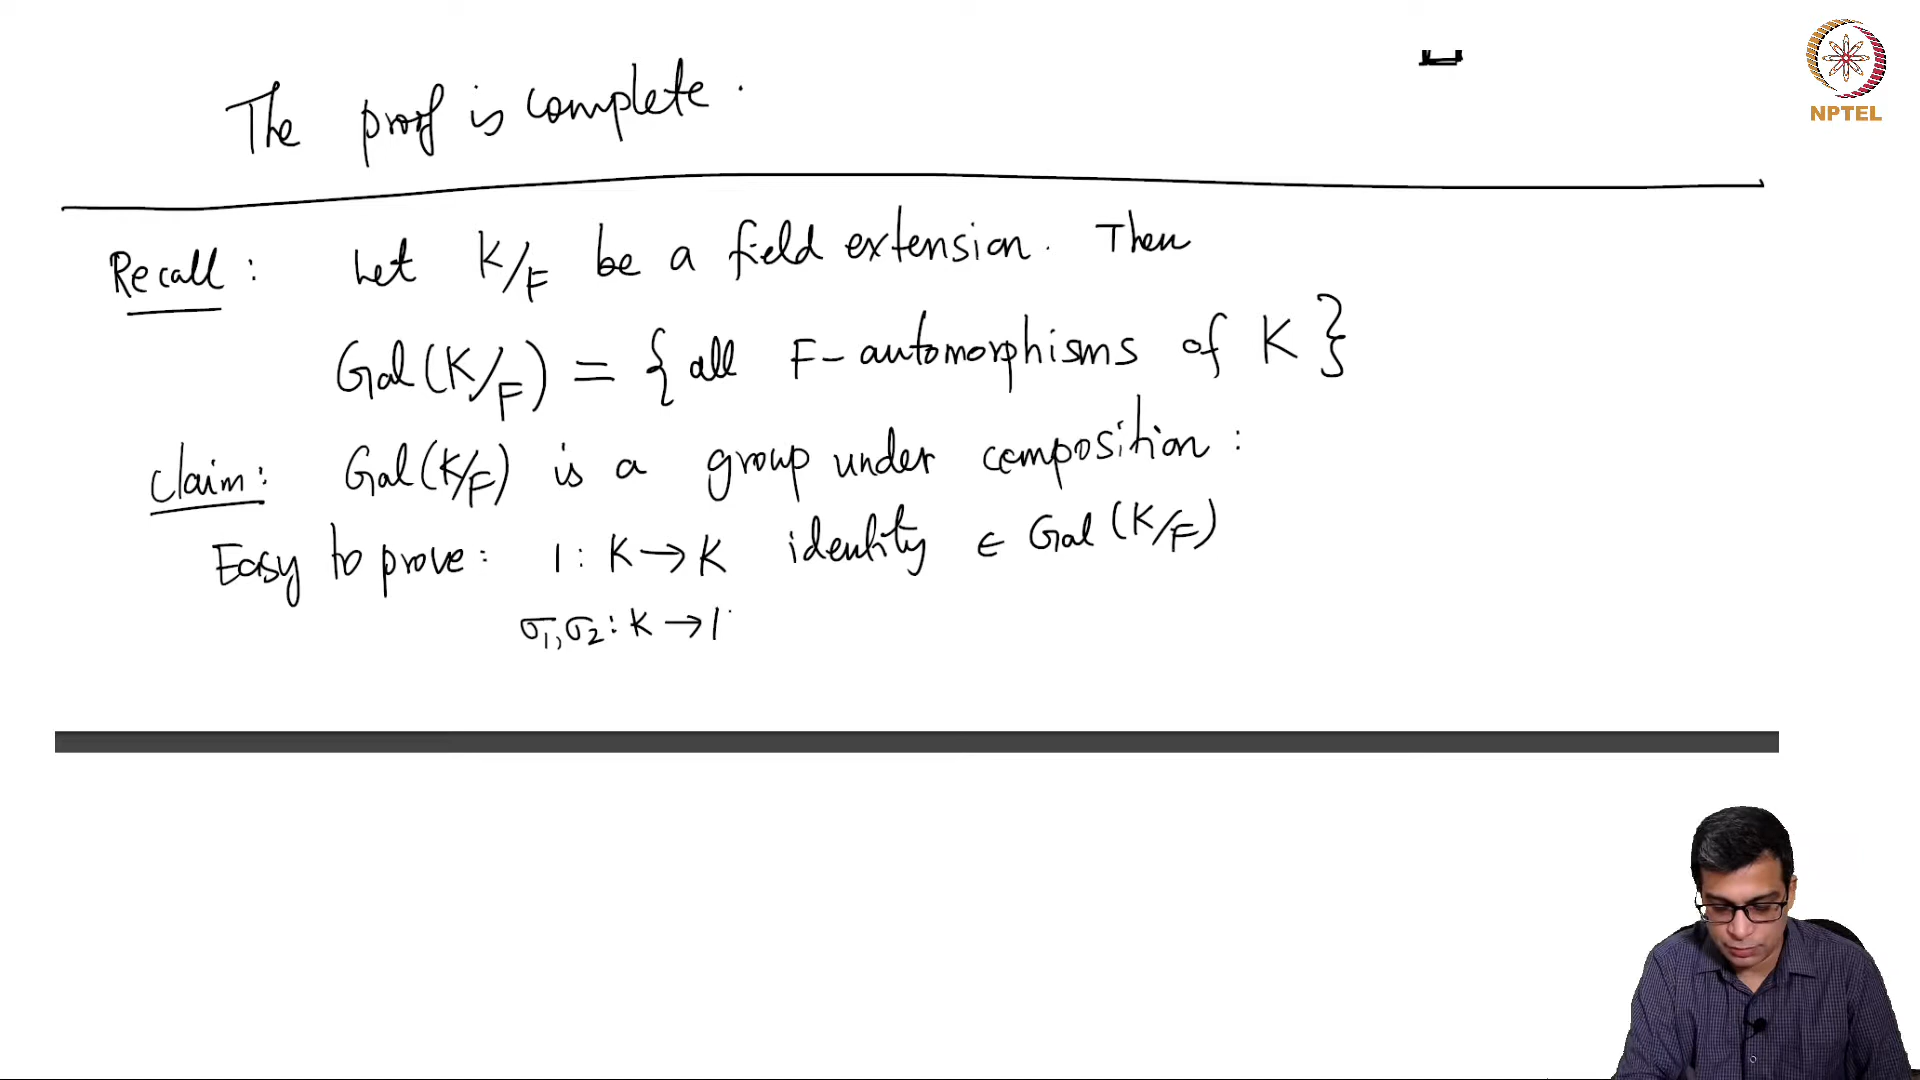 The proof is complete.
NPTEL
Recall: Let K/F be a field extension. Then
Gal(K/F) = {all F-automorphisms of K}
Claim: Gal(K/F) is a group under composition:
Easy to prove: 1: K → K identity ∈ Gal(K/F)
σ1, σ2: K →